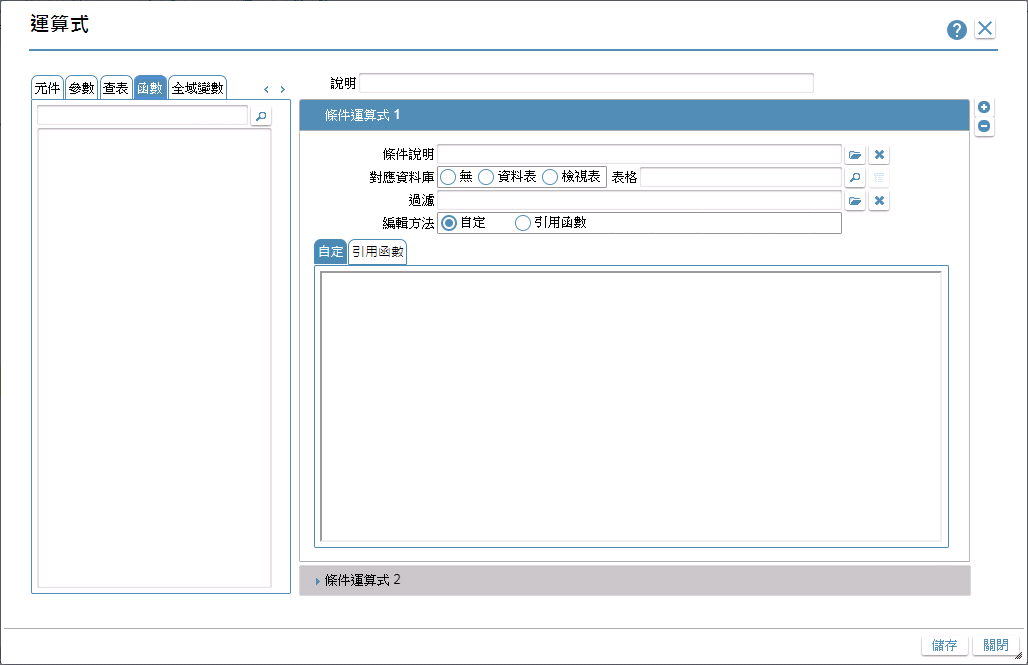 運算式
元件 參數 查表 函數 全域變數
說明
條件運算式 1
條件說明
對應資料庫 無 資料表 檢視表 表格
過濾
編輯方法 自定 引用函數
自定 引用函數
條件運算式 2
儲存 關閉